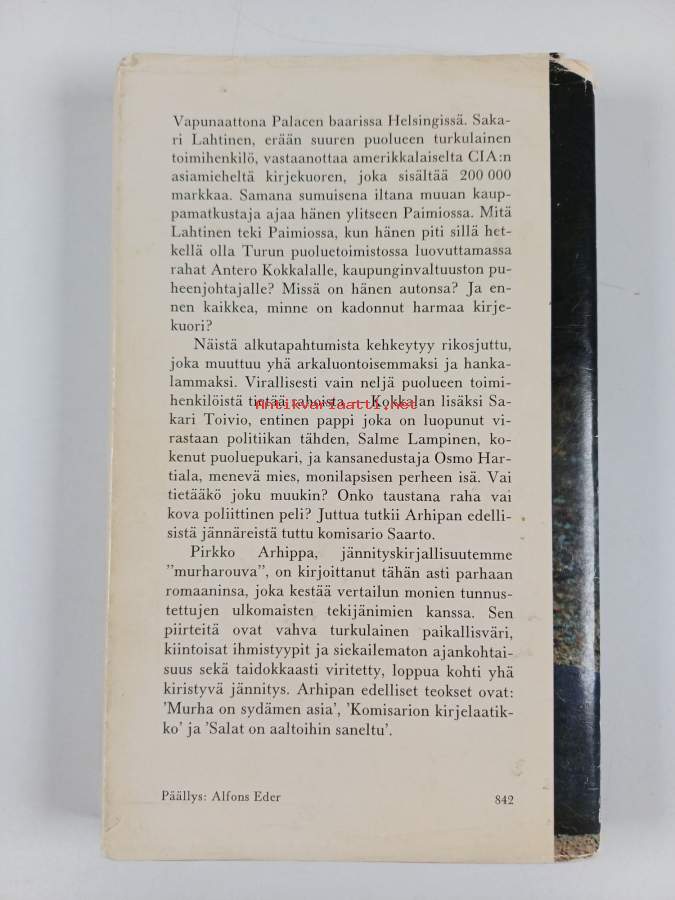 Vapunaattona Palacen baarissa Helsingissä. Saka-
ri Lahtinen, erään suuren puolueen turkulainen
toimihenkilö, vastaanottaa amerikkalaiselta CIA:n
asiamieheltä kirjekuoren, joka sisältää 200 000
markkaa. Samana sumuisena iltana muuan kaup-
pamatkustaja ajaa hänen ylitseen Paimiossa. Mitä
Lahtinen teki Paimiossa, kun hänen piti sillä het-
kellä olla Turun puoluetoimistossa luovuttamassa
rahat Antero Kokkalalle, kaupunginvaltuuston pu-
heenjohtajalle? Missä on hänen autonsa? Ja en-
nen kaikkea, minne on kadonnut harmaa kirje-
kuori?
Näistä alkutapahtumista kehkeytyy rikosjuttu,
joka muuttuu yhä arkaluontoisemmaksi ja hanka-
lammaksi. Virallisesti vain neljä puolueen toimi-
henkilöistä tietää rahoista — Kokkalan lisäksi Sa-
Antikvariaatti.net
kari Toivio, entinen pappi joka on luopunut vi-
rastaan politiikan tähden, Salme Lampinen, ko-
kenut puoluepukari, ja kansanedustaja Osmo Har-
tiala, menevä mies, monilapsisen perheen isä. Vai
tietääkö joku muukin? Onko taustana raha vai
kova poliittinen peli? Juttua tutkii Arhipan edelli-
sistä jännäreistä tuttu komisario Saarto.
Pirkko Arhippa, jännityskirjallisuutemme
”murharouva”, on kirjoittanut tähän asti parhaan
romaaninsa, joka kestää vertailun monien tunnus-
tettujen ulkomaisten tekijänimien kanssa. Sen
piirteitä ovat vahva turkulainen paikallisväri,
kiintoisat ihmistyypit ja siekailematon ajankohtai-
suus sekä taidokkaasti viritetty, loppua kohti yhä
kiristyvä jännitys. Arhipan edelliset teokset ovat:
’Murha on sydämen asia’, ’Komisarion kirjelaatik-
ko’ ja ’Salat on aaltoihin saneltu’.
Päällys: Alfons Eder
842